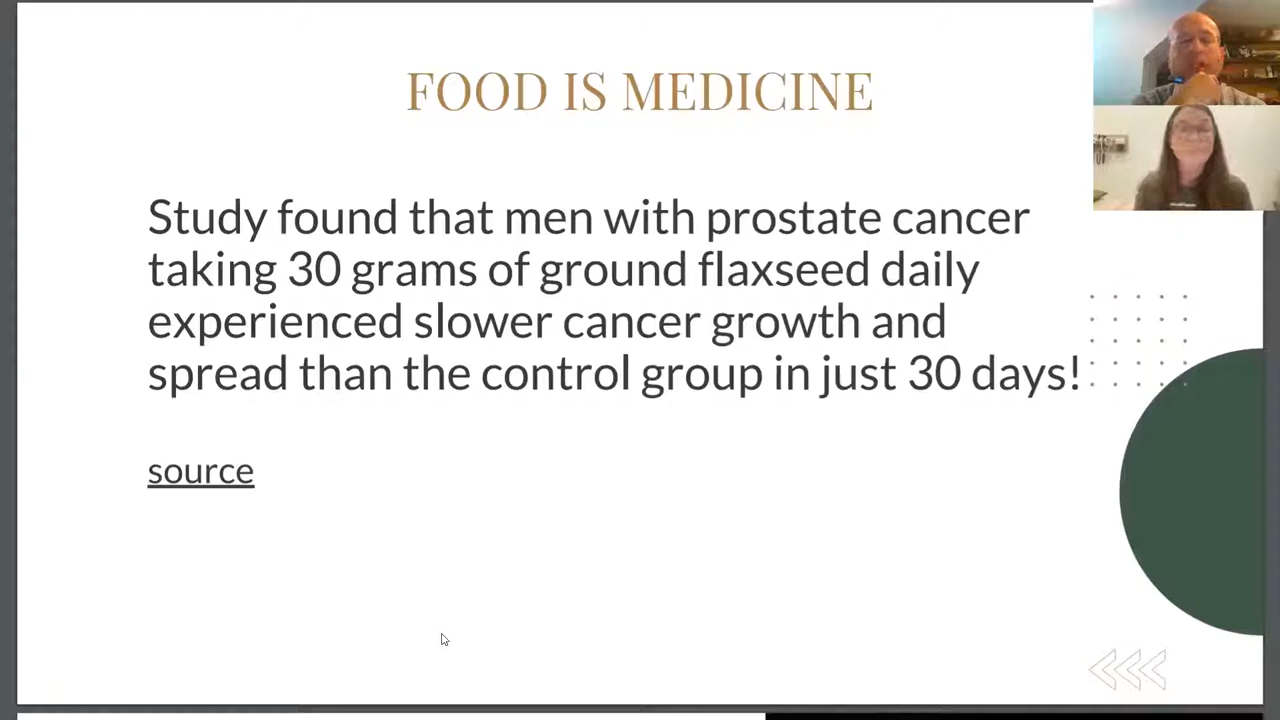 FOOD IS MEDICINE
Study found that men with prostate cancer
taking 30 grams of ground flaxseed daily
experienced slower cancer growth and
spread than the control group in just 30 days!
source